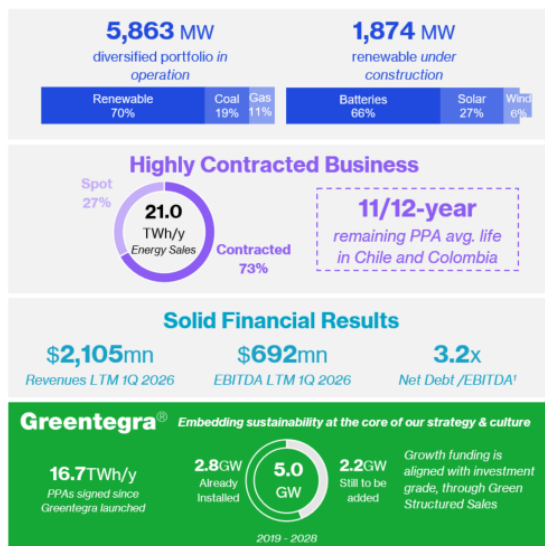 5,863 MW
diversified portfolio in
operation
Renewable
70%
Coal
19%
Gas
11%
1,874 MW
renewable under
construction
Batteries
66%
Solar
27%
Wind
6%
Highly Contracted Business
Spot
27%
21.0
TWh/y
Energy Sales
Contracted
73%
11/12-year
remaining PPA avg. life
in Chile and Colombia
Solid Financial Results
$2,105mn
Revenues LTM 1Q 2026
$692mn
EBITDA LTM 1Q 2026
3.2x
Net Debt /EBITDA¹
Greentegra® Embedding sustainability at the core of our strategy & culture
16.7TWh/y
PPAs signed since
Greentegra launched
2.8GW
Already
Installed
5.0
GW
2.2GW
Still to be
added
2019 - 2028
Growth funding is
aligned with investment
grade, through Green
Structured Sales